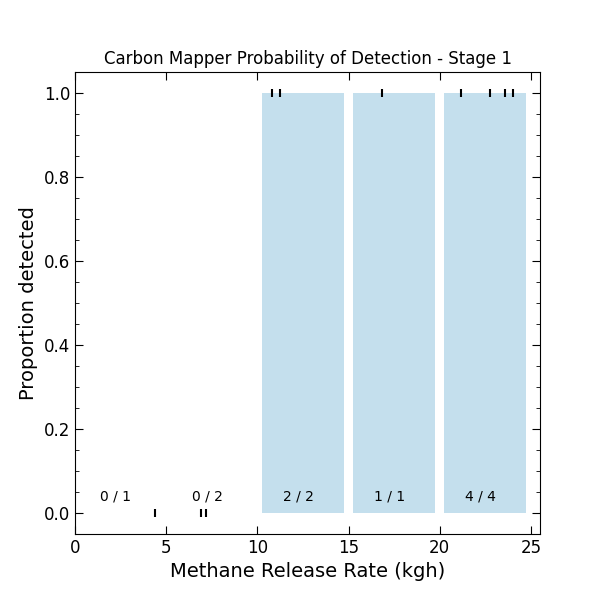 Carbon Mapper Probability of Detection - Stage 1
1.0
0.8
0.6
0.4
0.2
0.0
Proportion detected
0 / 1
0 / 2
2 / 2
1 / 1
4 / 4
0
5
10
15
20
25
Methane Release Rate (kgh)